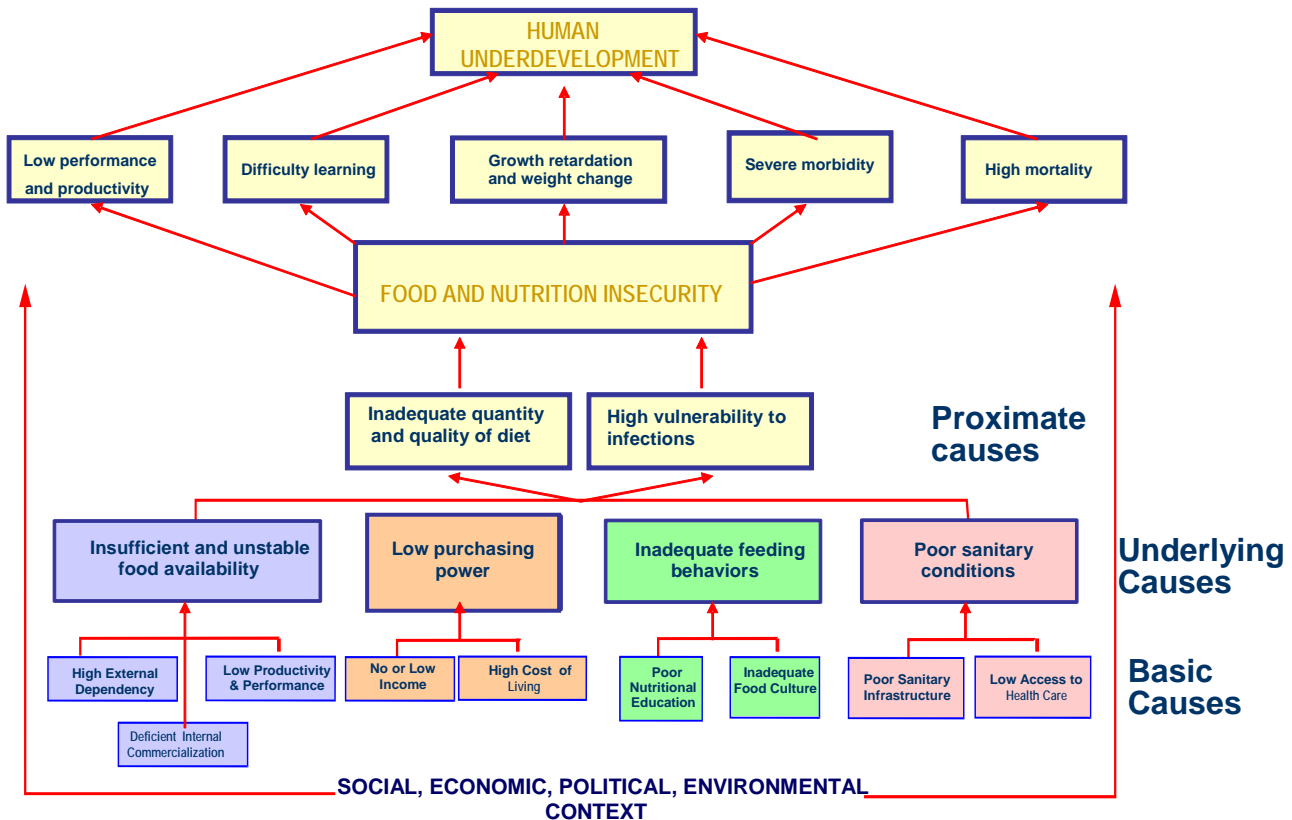 HUMAN
UNDERDEVELOPMENT
Low performance
and productivity
Difficulty learning
Growth retardation
and weight change
Severe morbidity
High mortality
FOOD AND NUTRITION INSECURITY
Inadequate quantity
and quality of diet
High vulnerability to
infections
Proximate
causes
Insufficient and unstable
food availability
Low purchasing
power
Inadequate feeding
behaviors
Poor sanitary
conditions
Underlying
Causes
High External
Dependency
Low Productivity
& Performance
No or Low
Income
High Cost of
Living
Poor
Nutritional
Education
Inadequate
Food Culture
Poor Sanitary
Infrastructure
Low Access to
Health Care
Basic
Causes
Deficient Internal
Commercialization
SOCIAL, ECONOMIC, POLITICAL, ENVIRONMENTAL
CONTEXT